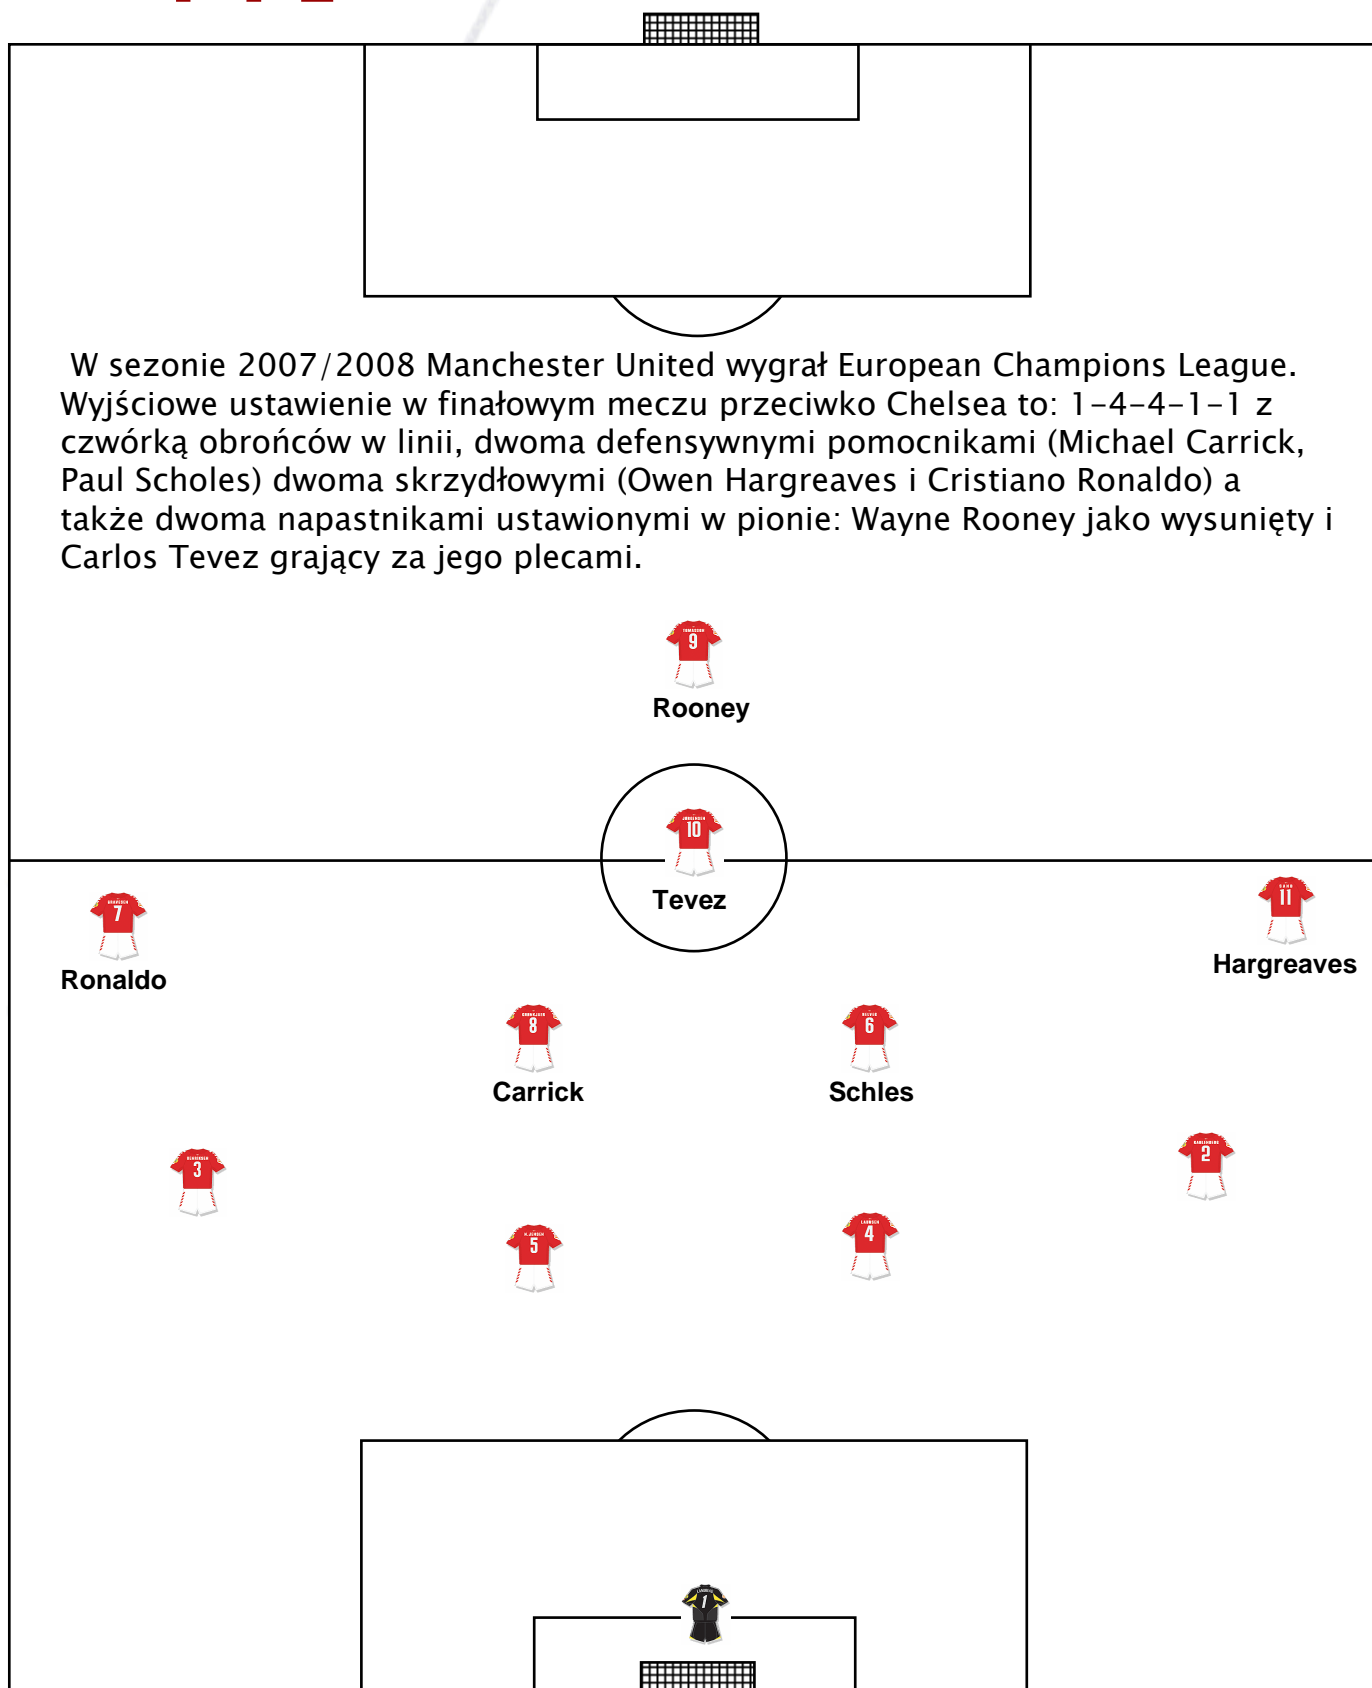 W sezonie 2007/2008 Manchester United wygrał European Champions League.
Wyjściowe ustawienie w finałowym meczu przeciwko Chelsea to: 1-4-4-1-1 z
czwórką obrońców w linii, dwoma defensywnymi pomocnikami (Michael Carrick,
Paul Scholes) dwoma skrzydłowymi (Owen Hargreaves i Cristiano Ronaldo) a
także dwoma napastnikami ustawionymi w pionie: Wayne Rooney jako wysunięty i
Carlos Tevez grający za jego plecami.
9
Rooney
10
Tevez
7
Ronaldo
11
Hargreaves
8
Carrick
6
Schles
3
2
5
4
1